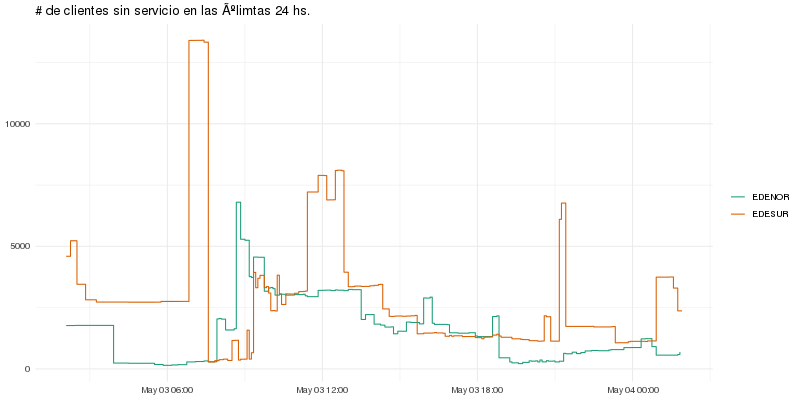 # de clientes sin servicio en las Ãºlimtas 24 hs.
10000
5000
0
May 03 06:00
May 03 12:00
May 03 18:00
May 04 00:00
EDENOR
EDESUR